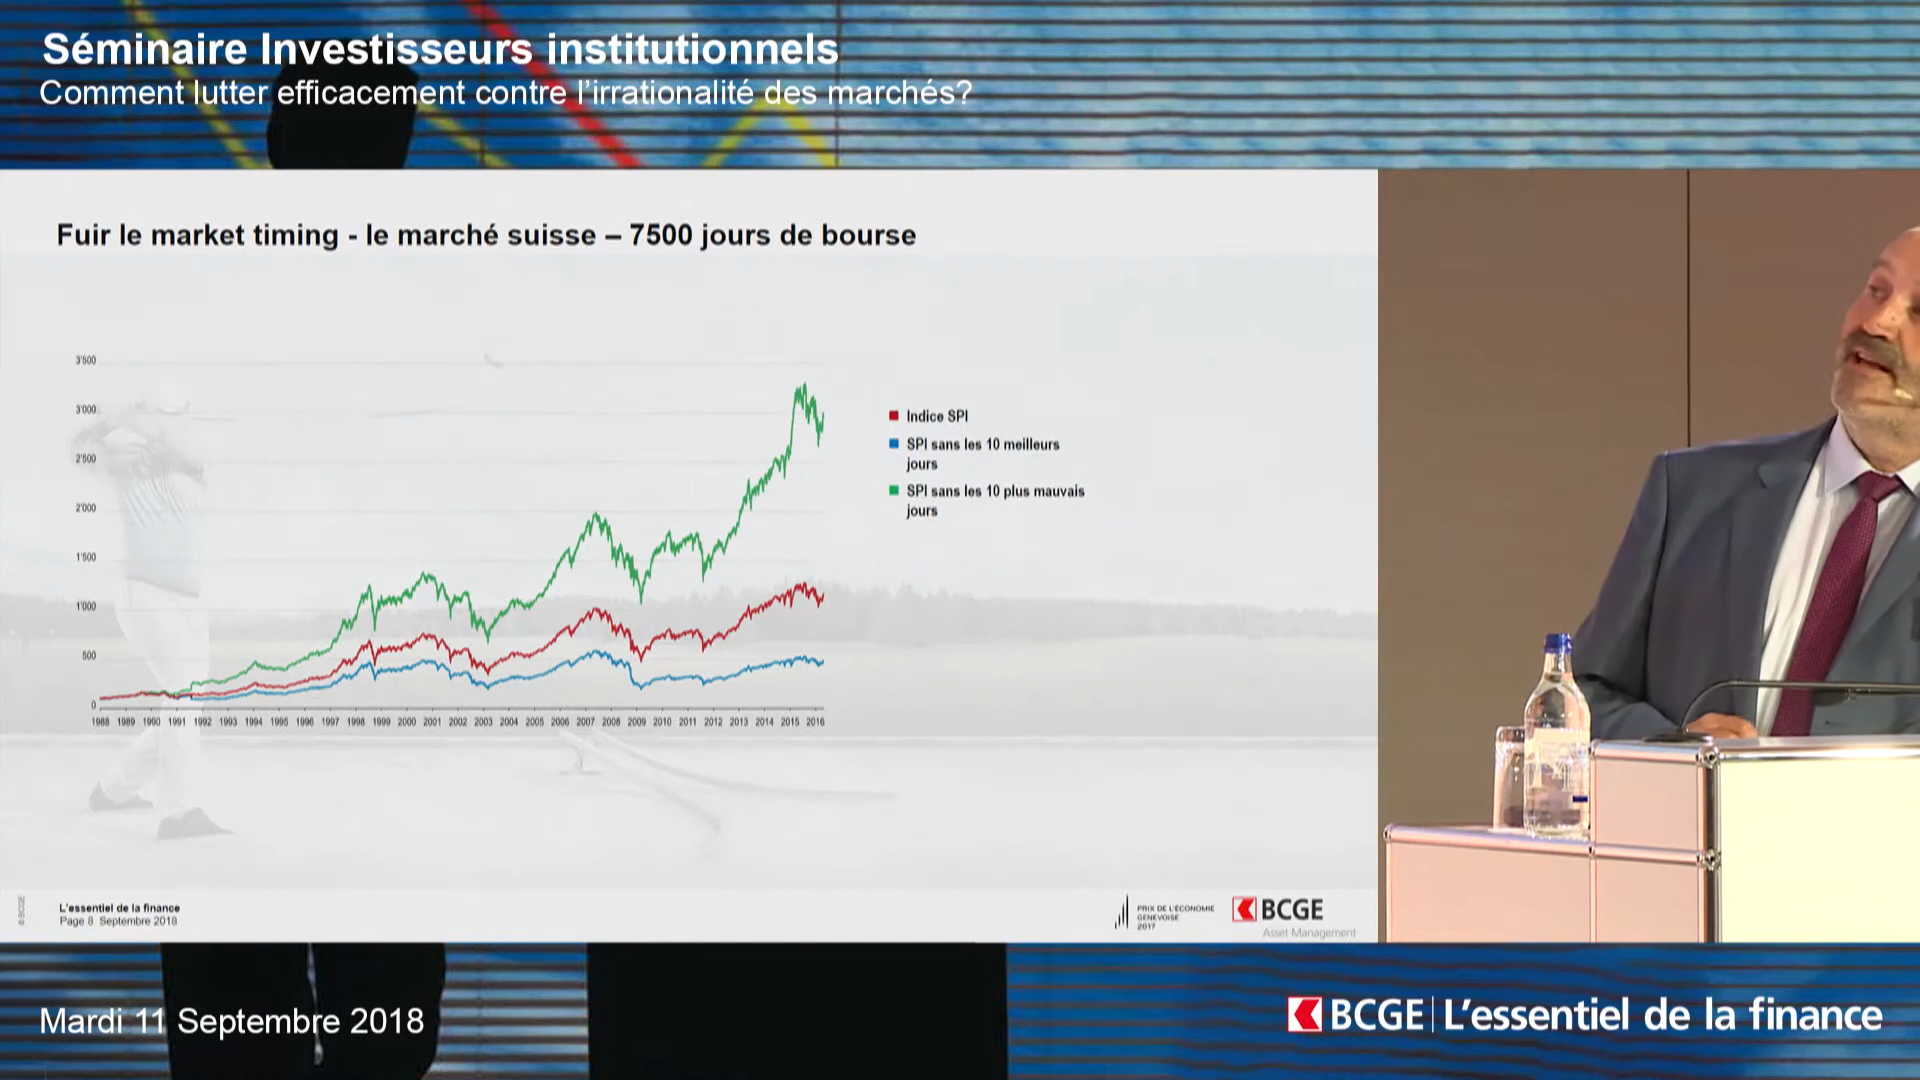 Séminaire Investisseurs institutionnels
Comment lutter efficacement contre l'irrationalité des marchés?
Fuir le market timing - le marché suisse – 7500 jours de bourse
3'500
3'000
2'500
2'000
1'500
1'000
500
0
1988 1989 1990 1991 1992 1993 1994 1995 1996 1997 1998 1999 2000 2001 2002 2003 2004 2005 2006 2007 2008 2009 2010 2011 2012 2013 2014 2015 2016
Indice SPI
SPI sans les 10 meilleurs
jours
SPI sans les 10 plus mauvais
jours
© BCGE
L'essentiel de la finance
Page 8 Septembre 2018
PRIX DE L'ÉCONOMIE
GENEVOISE
2017
BCGE
Asset Management
Mardi 11 Septembre 2018
BCGE | L'essentiel de la finance